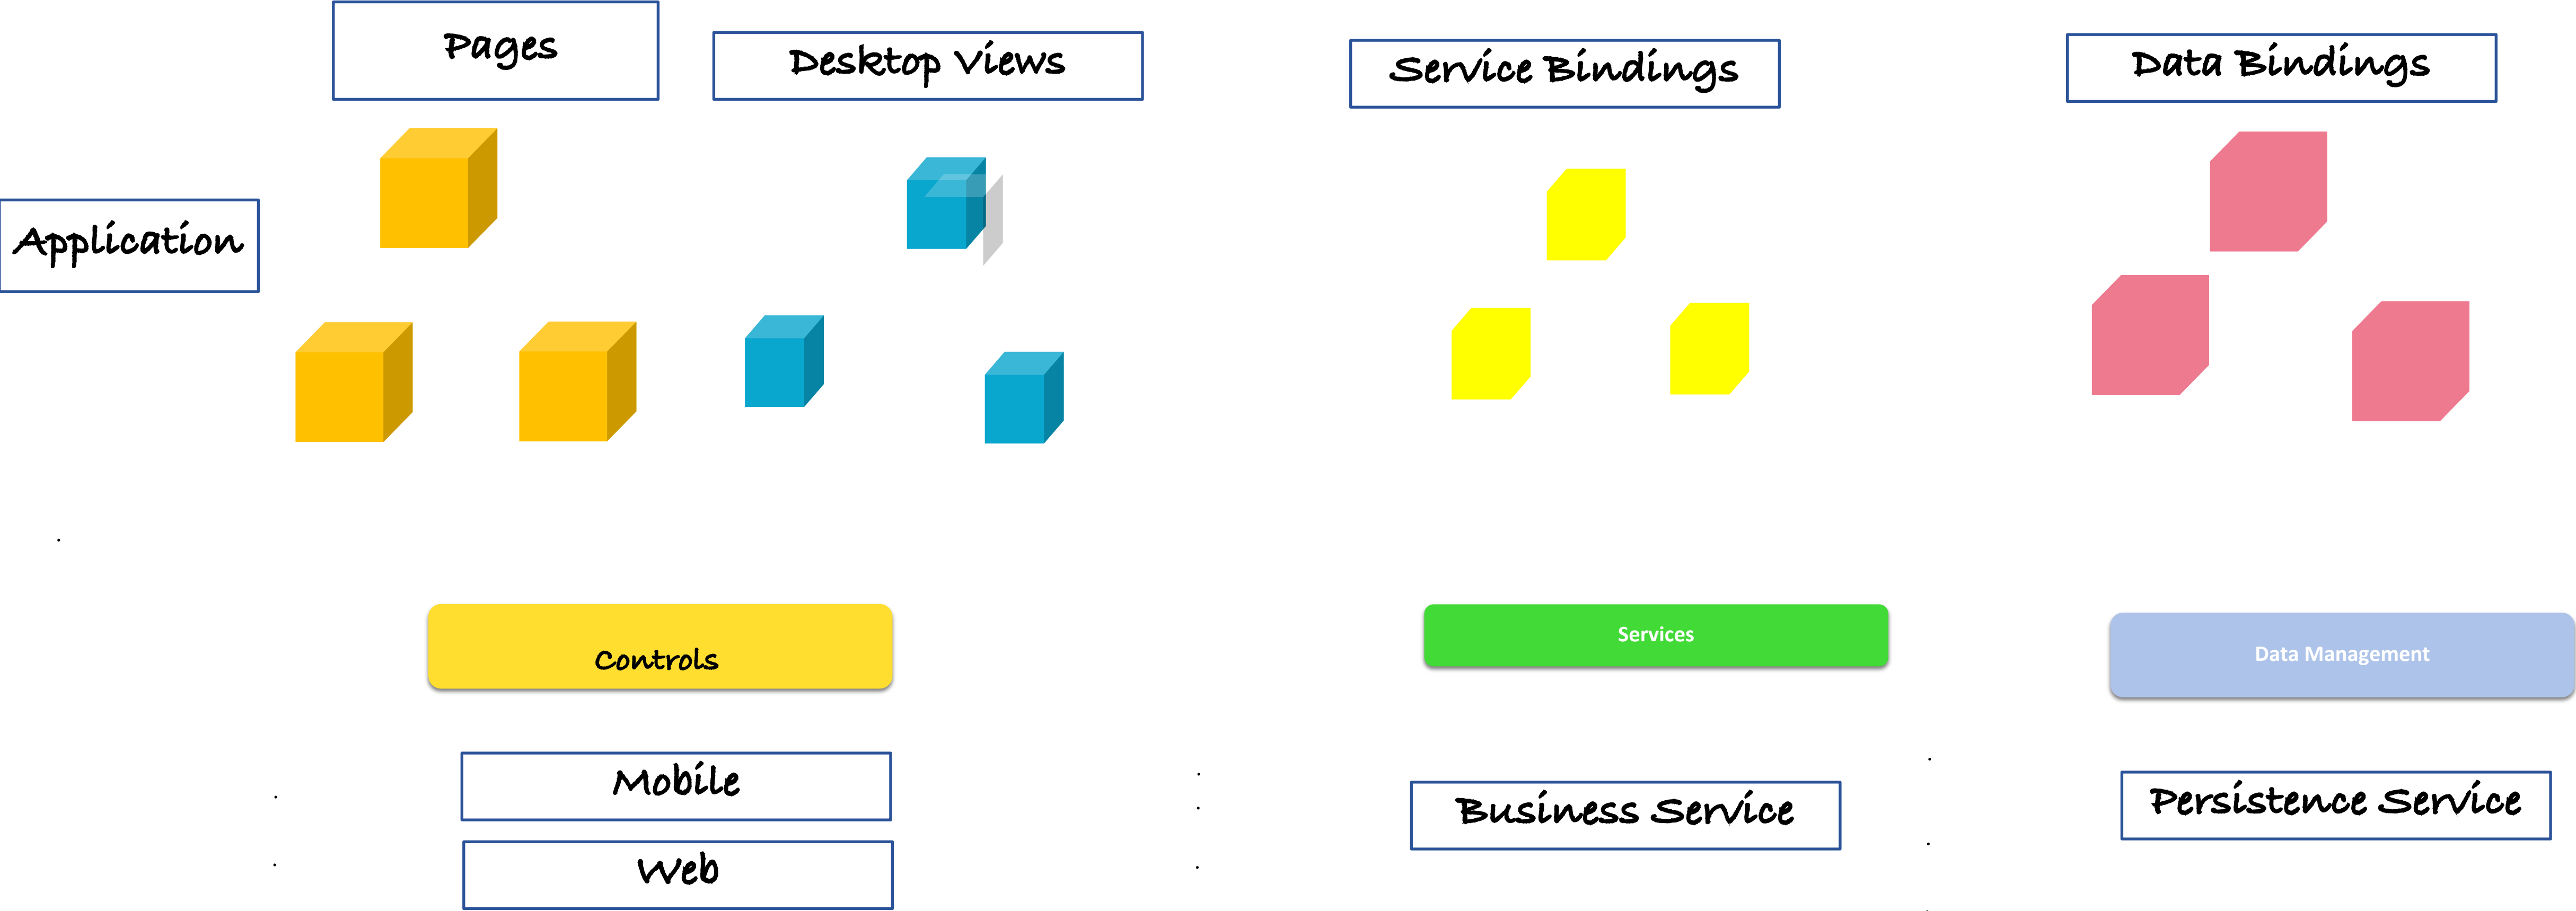 Pages
Desktop Views
Service Bindings
Data Bindings
Application
Controls
Services
Data Management
Mobile
Business Service
Persistence Service
Web